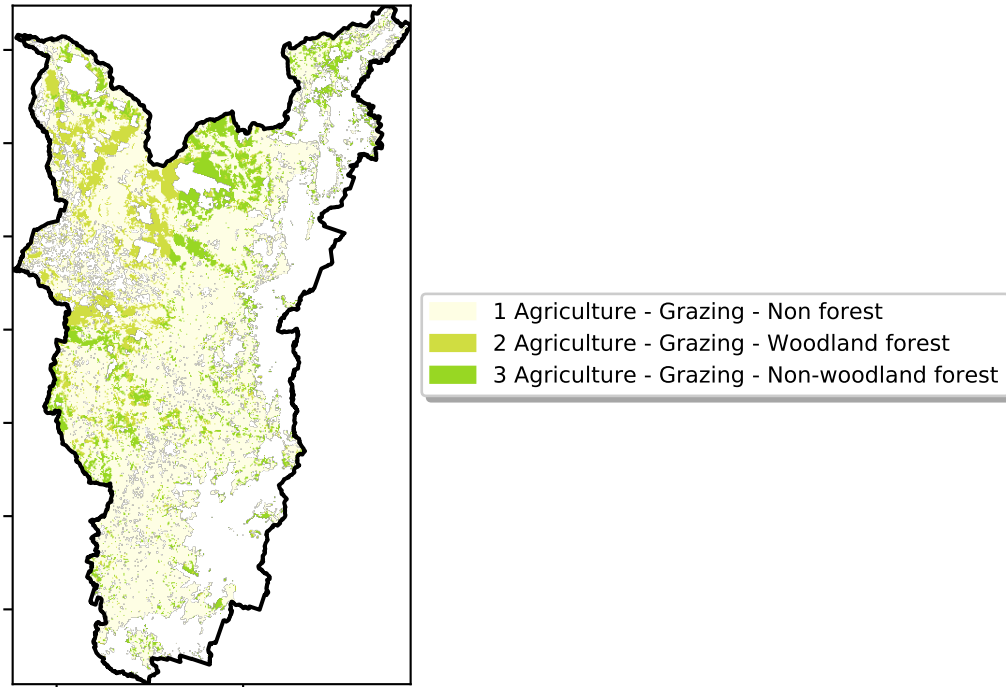 1 Agriculture - Grazing - Non forest
2 Agriculture - Grazing - Woodland forest
3 Agriculture - Grazing - Non-woodland forest